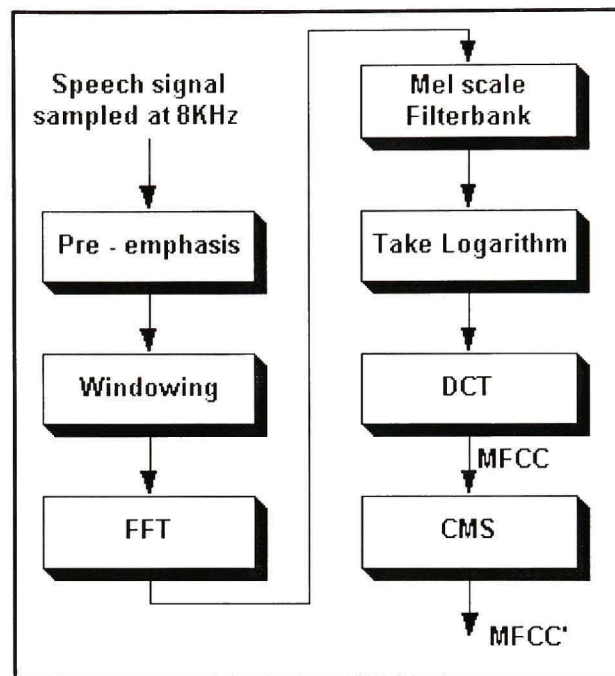 Speech signal
sampled at 8KHz
Pre - emphasis
Windowing
FFT
Mel scale
Filterbank
Take Logarithm
DCT
MFCC
CMS
MFCC'